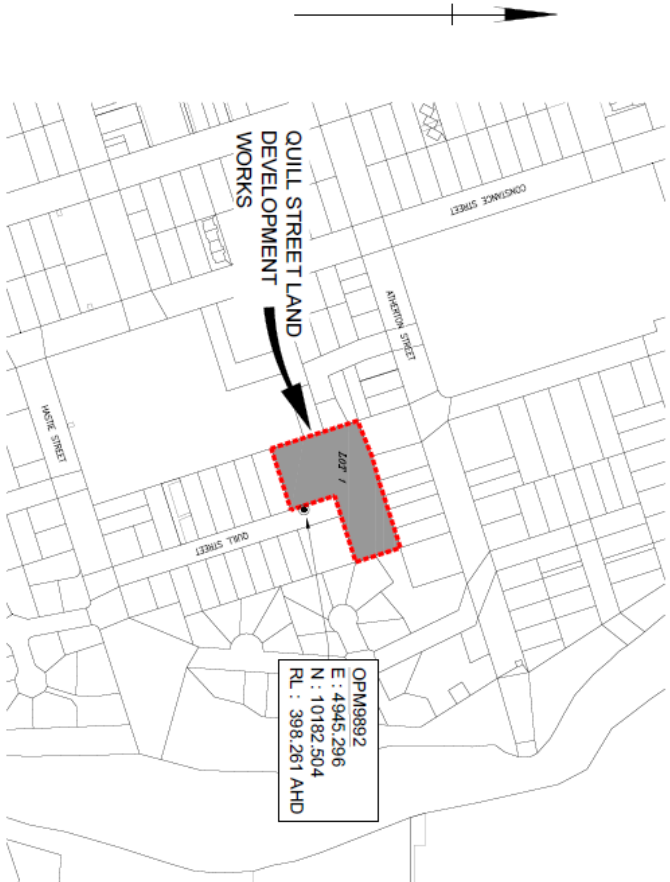 QUILL STREET LAND
DEVELOPMENT
WORKS
CONSTANCE STREET
ATHERTON STREET
HASTIE STREET
LOT 1
QUILL STREET
OPM9892
E : 4945.296
N : 10182.504
RL : 398.261 AHD